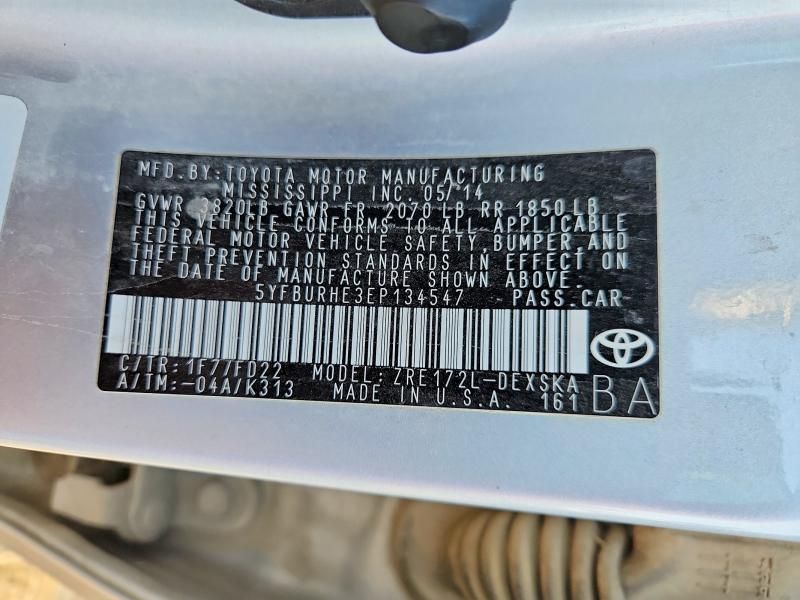 MFD. BY: TOYOTA MOTOR MANUFACTURING
MISSISSIPPI INC. 05/14
GVWR 3820LB GAWR FR 2070 LB RR 1850 LB
THIS VEHICLE CONFORMS TO ALL APPLICABLE
FEDERAL MOTOR VEHICLE SAFETY, BUMPER, AND
THEFT PREVENTION STANDARDS IN EFFECT ON
THE DATE OF MANUFACTURE SHOWN ABOVE.
5YFBURHE3EP134547 PASS. CAR
C/TR: 1F7/FD22 MODEL: ZRE172L-DEXSKA
A/TM:-04A/K313 MADE IN U.S.A. 161 BA